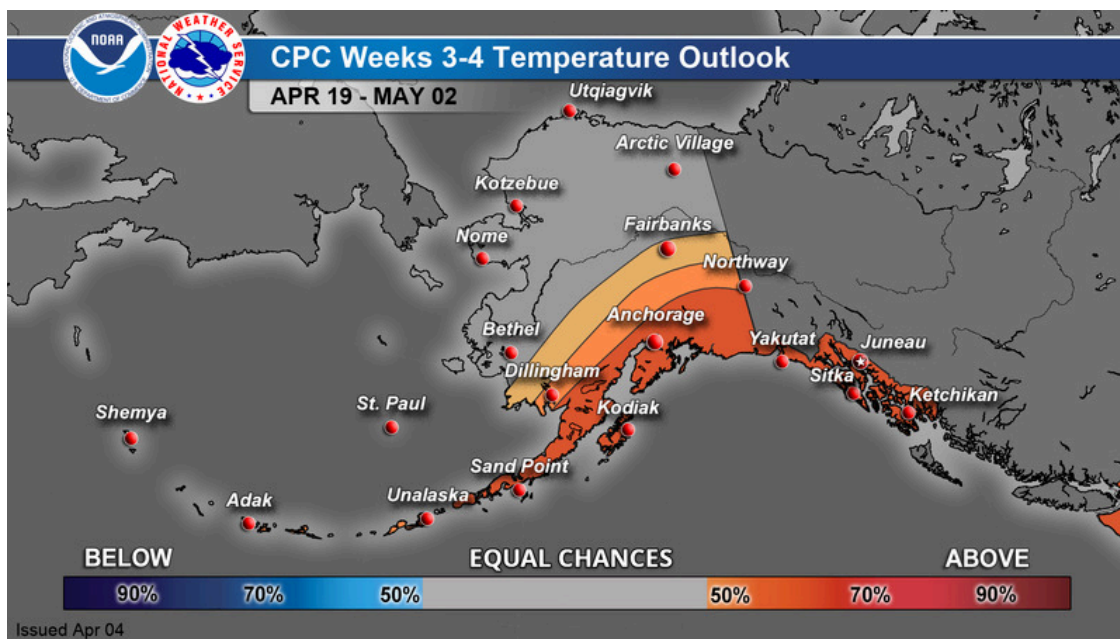 NOAA
NATIONAL WEATHER SERVICE
CPC Weeks 3-4 Temperature Outlook
APR 19 - MAY 02
Utqiagvik
Arctic Village
Kotzebue
Fairbanks
Nome
Northway
Anchorage
Bethel
Yakutat
Juneau
Dillingham
Sitka
Shemya
St. Paul
Kodiak
Ketchikan
Sand Point
Adak
Unalaska
BELOW EQUAL CHANCES ABOVE
90% 70% 50% 50% 70% 90%
Issued Apr 04